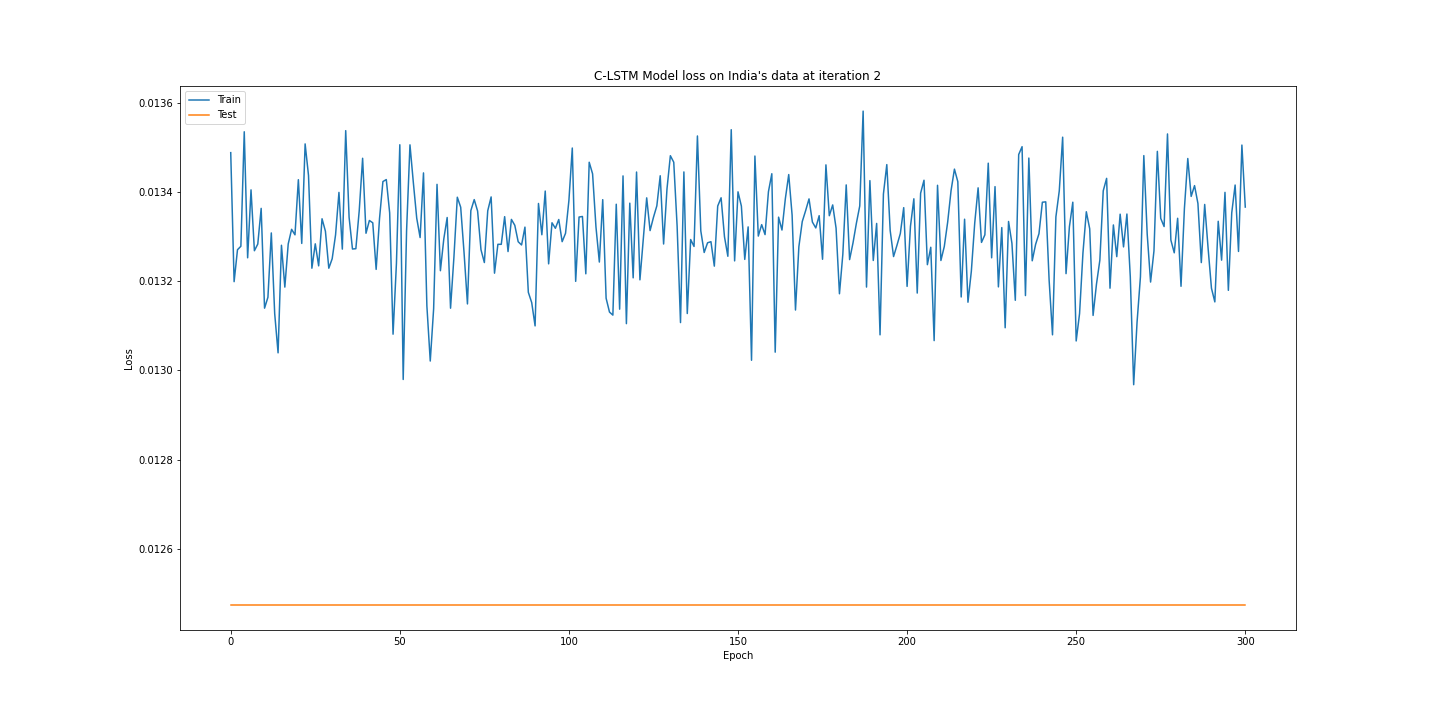 C-LSTM Model loss on India's data at iteration 2
Train
Test
0.0136
0.0134
0.0132
0.0130
0.0128
0.0126
Loss
0 50 100 150 200 250 300
Epoch